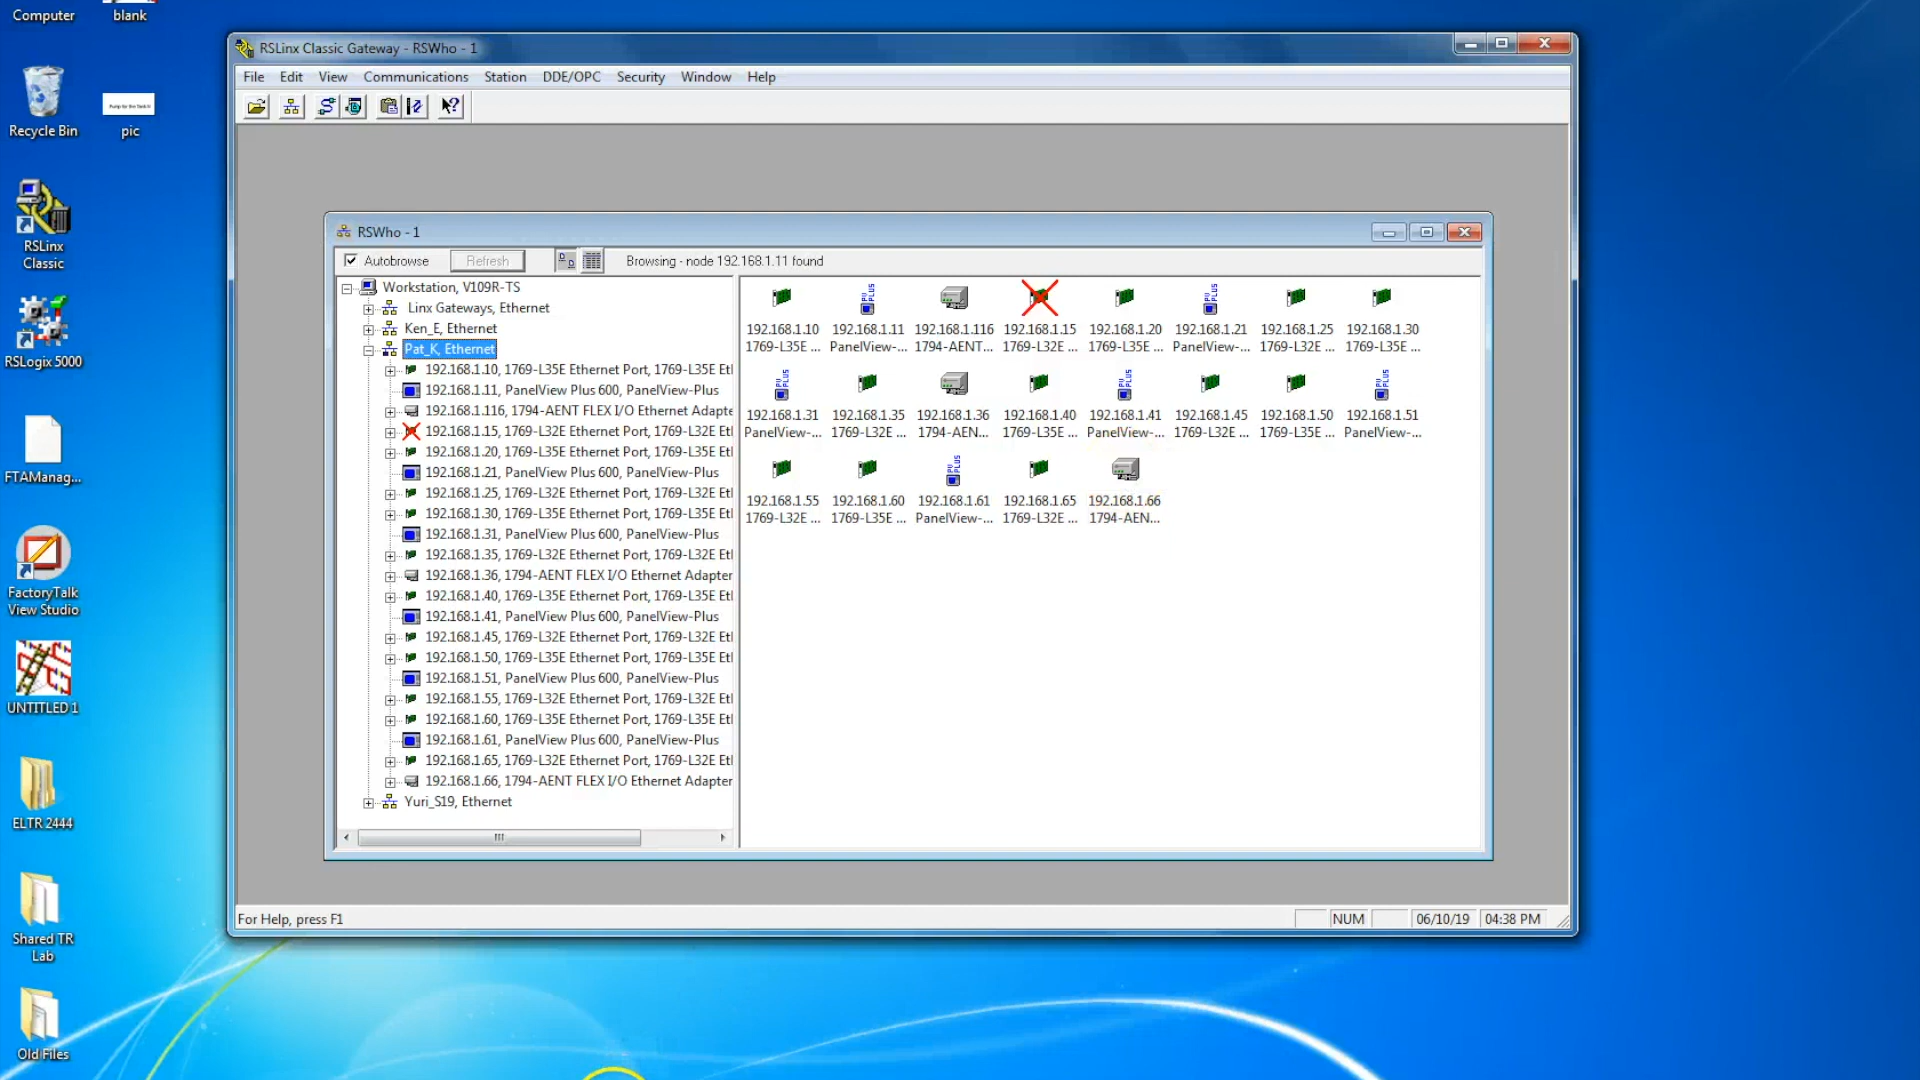 Computer
blank
Recycle Bin
pic
RSLinx
Classic
RSLogix 5000
FTAManag...
FactoryTalk
View Studio
UNTITLED 1
ELTR 2444
Shared TR
Lab
Old Files
RSLinx Classic Gateway - RSWho - 1
File Edit View Communications Station DDE/OPC Security Window Help
RSWho - 1
Autobrowse Refresh Browsing - node 192.168.1.11 found
Workstation, V109R-TS
Linx Gateways, Ethernet
Ken_E, Ethernet
Pat_K, Ethernet
192.168.1.10, 1769-L35E Ethernet Port, 1769-L35E Etl
192.168.1.11, PanelView Plus 600, PanelView-Plus
192.168.1.116, 1794-AENT FLEX I/O Ethernet Adapte
192.168.1.15, 1769-L32E Ethernet Port, 1769-L32E Etl
192.168.1.20, 1769-L35E Ethernet Port, 1769-L35E Etl
192.168.1.21, PanelView Plus 600, PanelView-Plus
192.168.1.25, 1769-L32E Ethernet Port, 1769-L32E Etl
192.168.1.30, 1769-L35E Ethernet Port, 1769-L35E Etl
192.168.1.31, PanelView Plus 600, PanelView-Plus
192.168.1.35, 1769-L32E Ethernet Port, 1769-L32E Etl
192.168.1.36, 1794-AENT FLEX I/O Ethernet Adapter
192.168.1.40, 1769-L35E Ethernet Port, 1769-L35E Etl
192.168.1.41, PanelView Plus 600, PanelView-Plus
192.168.1.45, 1769-L32E Ethernet Port, 1769-L32E Etl
192.168.1.50, 1769-L35E Ethernet Port, 1769-L35E Etl
192.168.1.51, PanelView Plus 600, PanelView-Plus
192.168.1.55, 1769-L32E Ethernet Port, 1769-L32E Etl
192.168.1.60, 1769-L35E Ethernet Port, 1769-L35E Etl
192.168.1.61, PanelView Plus 600, PanelView-Plus
192.168.1.65, 1769-L32E Ethernet Port, 1769-L32E Etl
192.168.1.66, 1794-AENT FLEX I/O Ethernet Adapter
Yuri_S19, Ethernet
PLUS PLUS
192.168.1.10 192.168.1.11 192.168.1.116 192.168.1.15 192.168.1.20 192.168.1.21 192.168.1.25 192.168.1.30
1769-L35E ... PanelView-... 1794-AENT... 1769-L32E ... 1769-L35E ... PanelView-... 1769-L32E ... 1769-L35E ...
PLUS PLUS PLUS
192.168.1.31 192.168.1.35 192.168.1.36 192.168.1.40 192.168.1.41 192.168.1.45 192.168.1.50 192.168.1.51
PanelView-... 1769-L32E ... 1794-AEN... 1769-L35E ... PanelView-... 1769-L32E ... 1769-L35E ... PanelView-...
PLUS
192.168.1.55 192.168.1.60 192.168.1.61 192.168.1.65 192.168.1.66
1769-L32E ... 1769-L35E ... PanelView-... 1769-L32E ... 1794-AEN...
For Help, press F1 NUM 06/10/19 04:38 PM